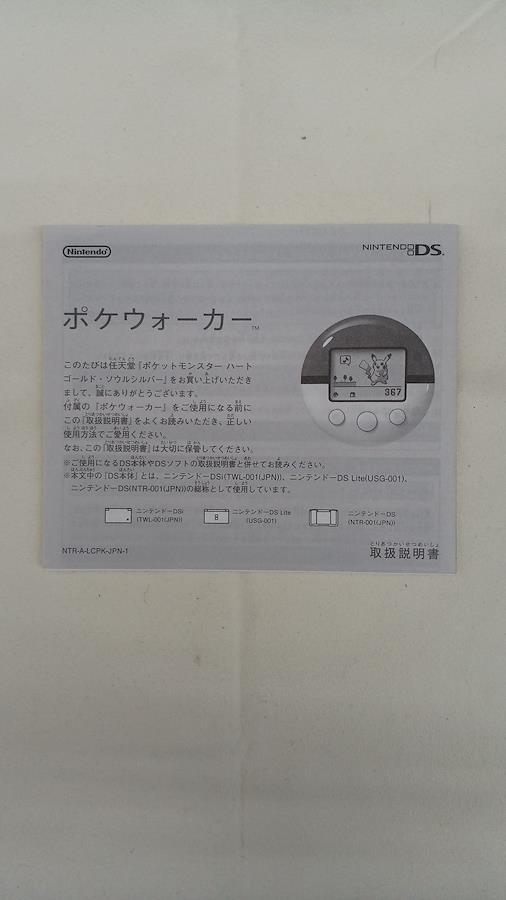 Nintendo
NINTENDO DS
ポケウォーカー™
このたびは任天堂『ポケットモンスター ハート
ゴールド・ソウルシルバー』をお買い上げいただき
まして、誠にありがとうございます。
付属の『ポケウォーカー』をご使用になる前に
この『取扱説明書』をよくお読みいただき、正しい
使用方法でご愛用ください。
なお、この『取扱説明書』は大切に保管してください。
※ご使用になるDS本体やDSソフトの取扱説明書と併せてお読みください。
※本文中の「DS本体」とは、ニンテンドーDSi(TWL-001(JPN))、ニンテンドーDS Lite(USG-001)、
ニンテンドーDS(NTR-001(JPN))の総称として使用しています。
367
ニンテンドーDSi
(TWL-001(JPN))
ニンテンドーDS Lite
(USG-001)
ニンテンドーDS
(NTR-001(JPN))
NTR-A-LCPK-JPN-1
とりあつかいせつめいしょ
取扱説明書